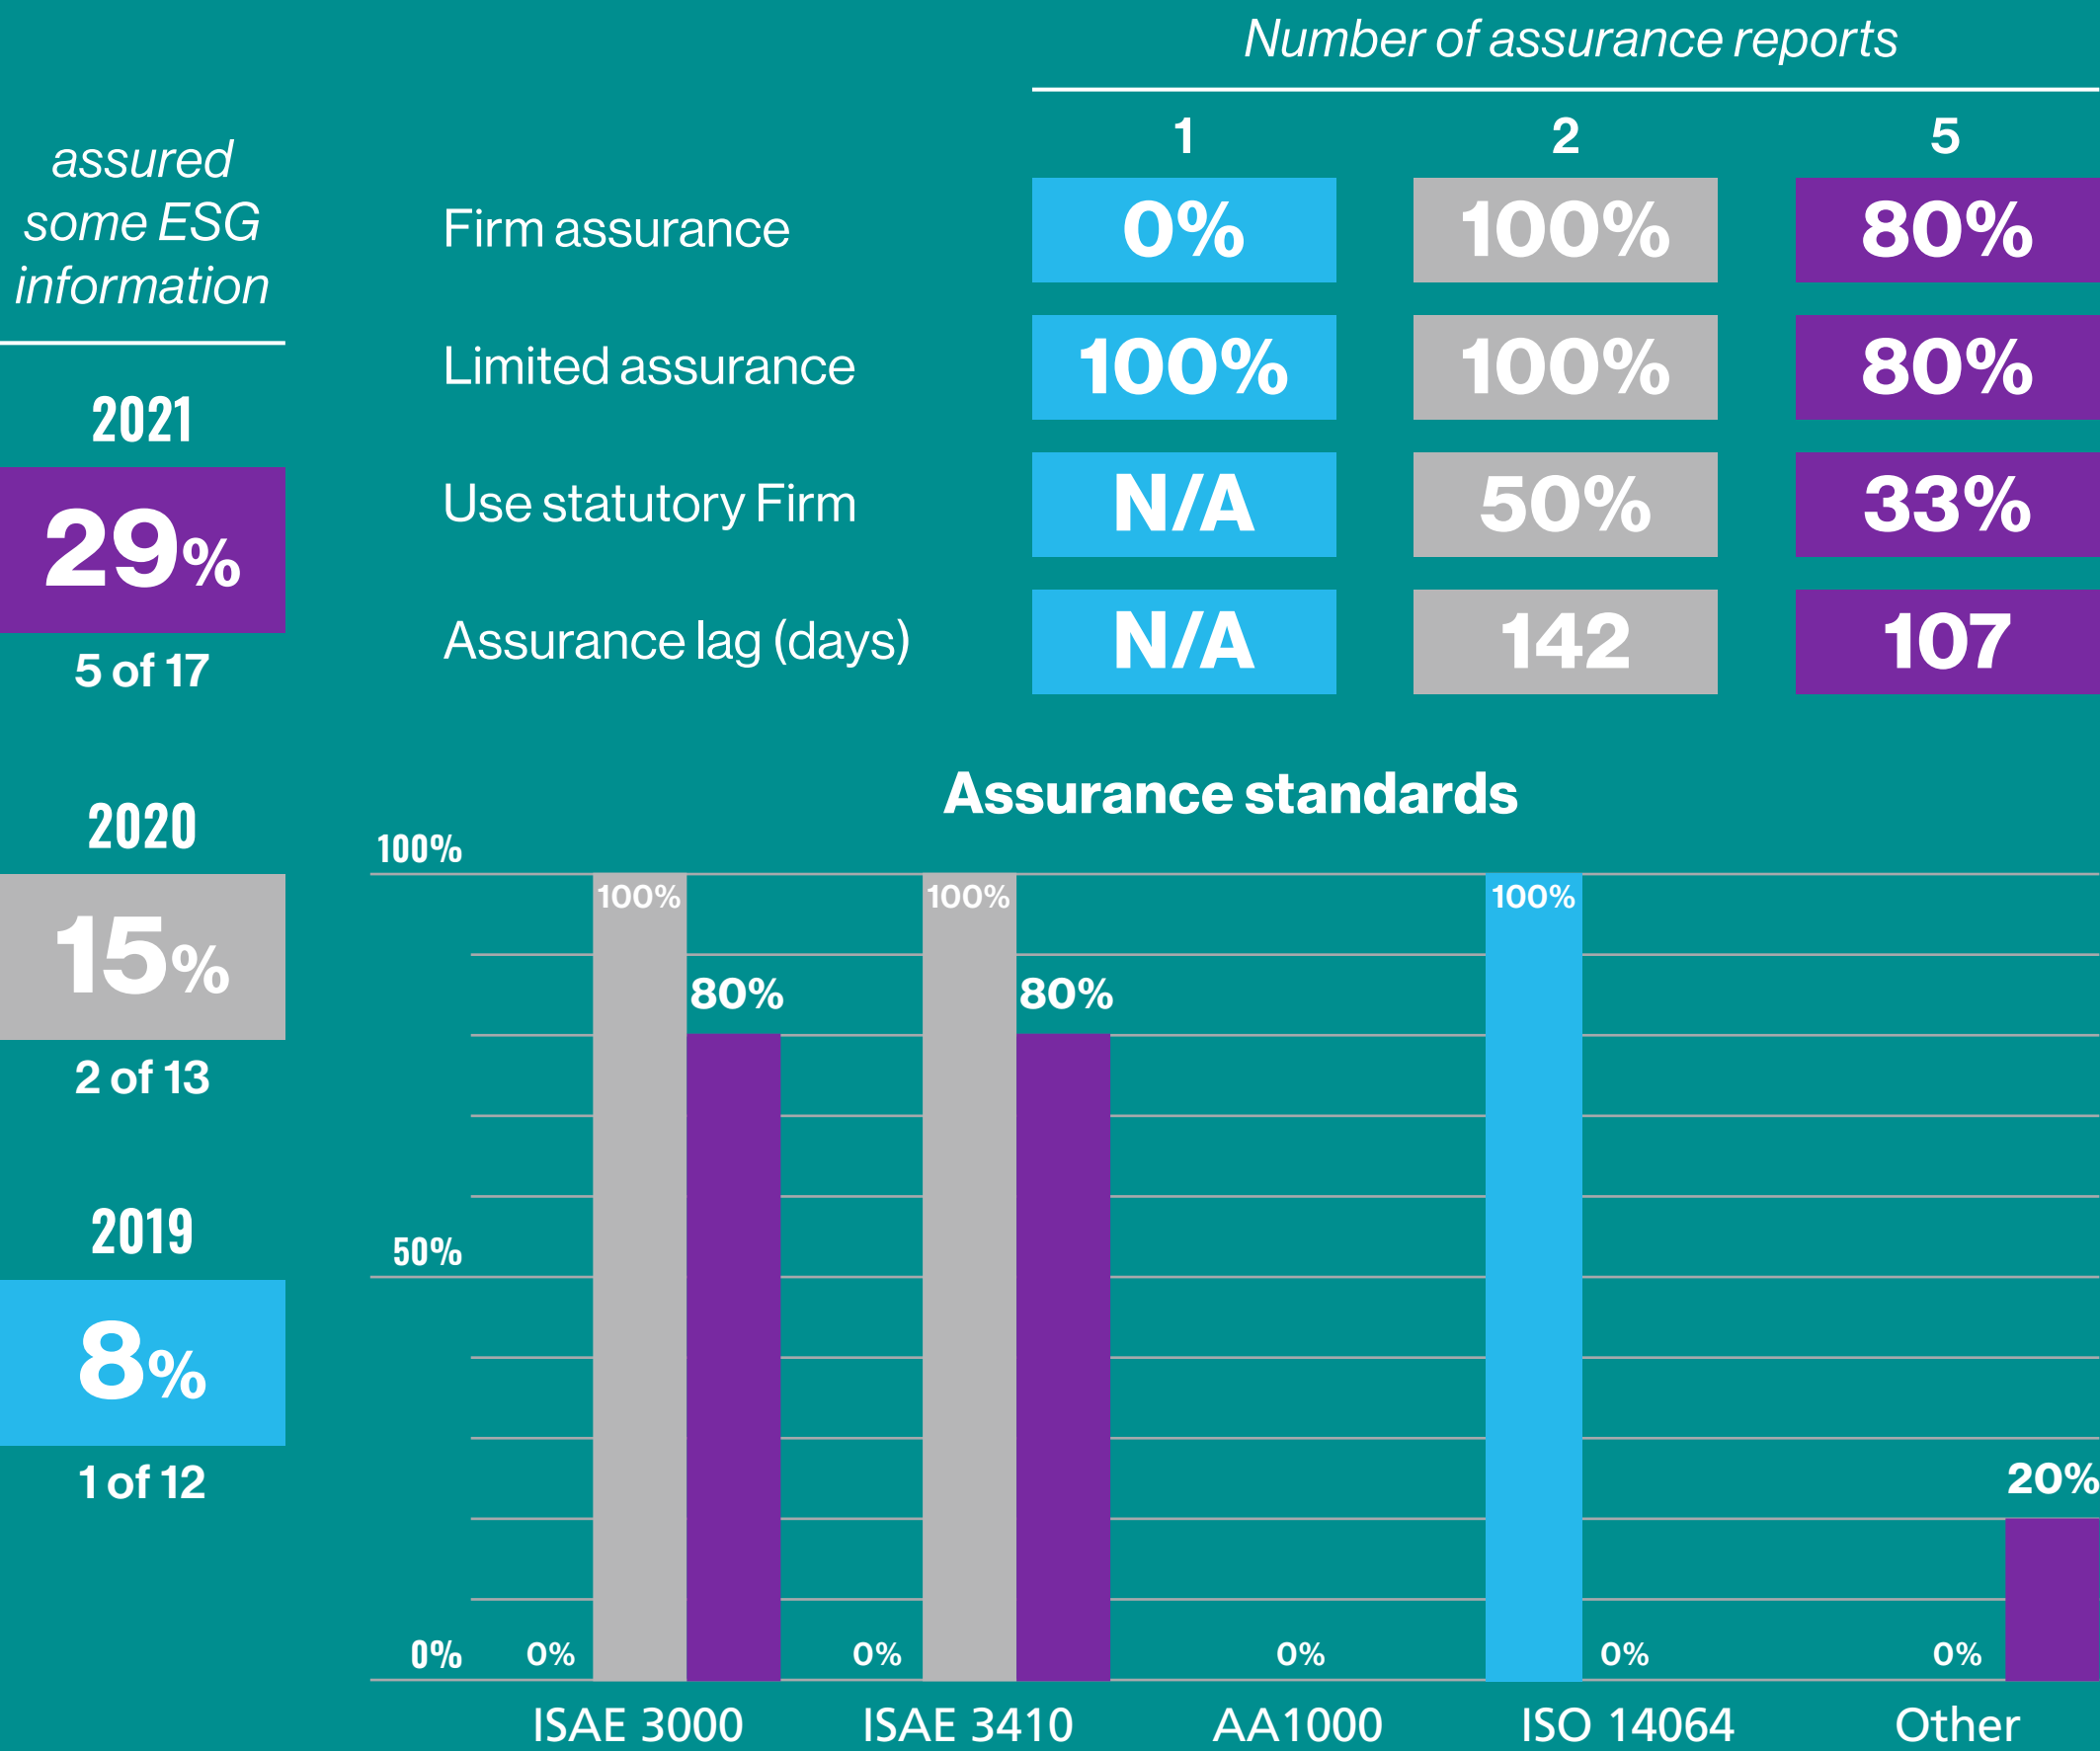 assured
some ESG
information
2021
29%
5 of 17
2020
15%
2 of 13
2019
8%
1 of 12
Number of assurance reports
1 2 5
Firm assurance 0% 100% 80%
Limited assurance 100% 100% 80%
Use statutory Firm N/A 50% 33%
Assurance lag (days) N/A 142 107
Assurance standards
100%
100% 100% 100%
80% 80%
50%
20%
0% 0% 0% 0% 0% 0%
ISAE 3000 ISAE 3410 AA1000 ISO 14064 Other